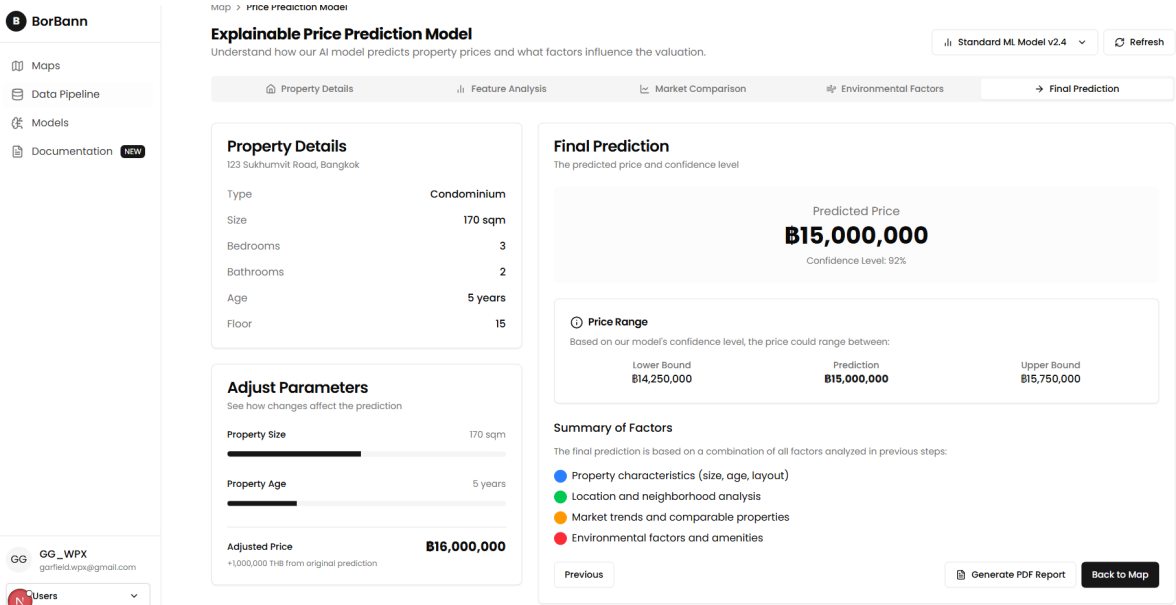 B BorBann
Maps
Data Pipeline
Models
Documentation NEW
GG GG_WPX
garfield.wpx@gmail.com
N Users
Map > Price Prediction Model
Explainable Price Prediction Model
Understand how our AI model predicts property prices and what factors influence the valuation.
Standard ML Model v2.4
Refresh
Property Details
Feature Analysis
Market Comparison
Environmental Factors
Final Prediction
Property Details
123 Sukhumvit Road, Bangkok
Type Condominium
Size 170 sqm
Bedrooms 3
Bathrooms 2
Age 5 years
Floor 15
Adjust Parameters
See how changes affect the prediction
Property Size 170 sqm
Property Age 5 years
Adjusted Price ฿16,000,000
+1,000,000 THB from original prediction
Final Prediction
The predicted price and confidence level
Predicted Price
฿15,000,000
Confidence Level: 92%
Price Range
Based on our model's confidence level, the price could range between:
Lower Bound Prediction Upper Bound
฿14,250,000 ฿15,000,000 ฿15,750,000
Summary of Factors
The final prediction is based on a combination of all factors analyzed in previous steps:
Property characteristics (size, age, layout)
Location and neighborhood analysis
Market trends and comparable properties
Environmental factors and amenities
Previous
Generate PDF Report
Back to Map